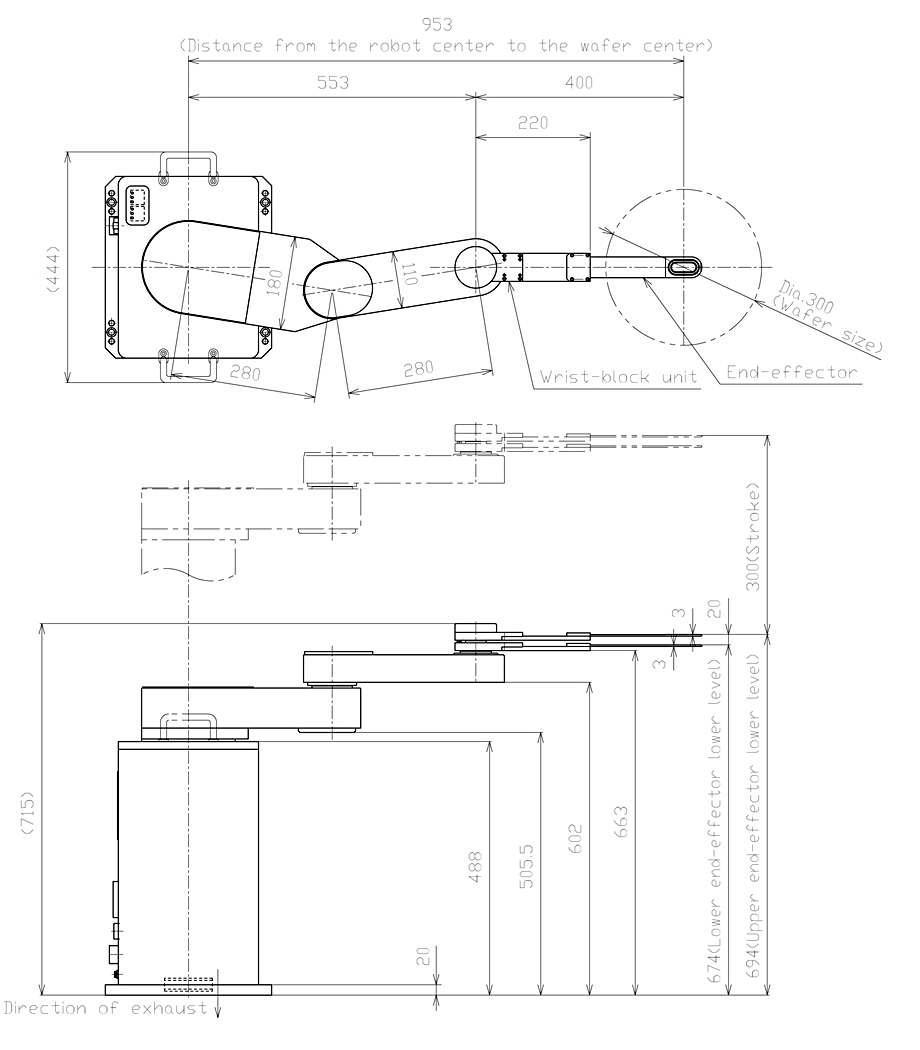 953
(Distance from the robot center to the wafer center)
553
400
220
(444)
180
110
280
280
Dia.300
(Wafer size)
Wrist-block unit
End-effector
300(Stroke)
3
20
3
(715)
488
505.5
602
663
674(Lower end-effector lower level)
694(Upper end-effector lower level)
20
Direction of exhaust